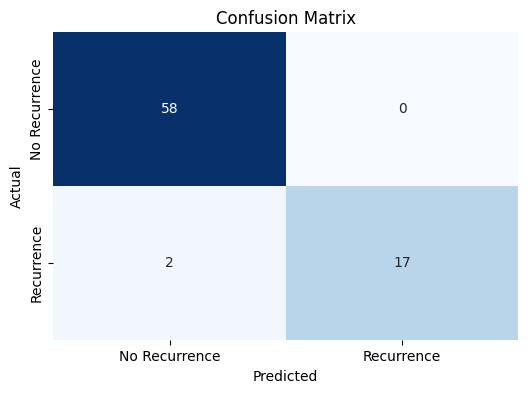 Confusion Matrix
Actual
No Recurrence
58
0
Recurrence
2
17
No Recurrence
Recurrence
Predicted